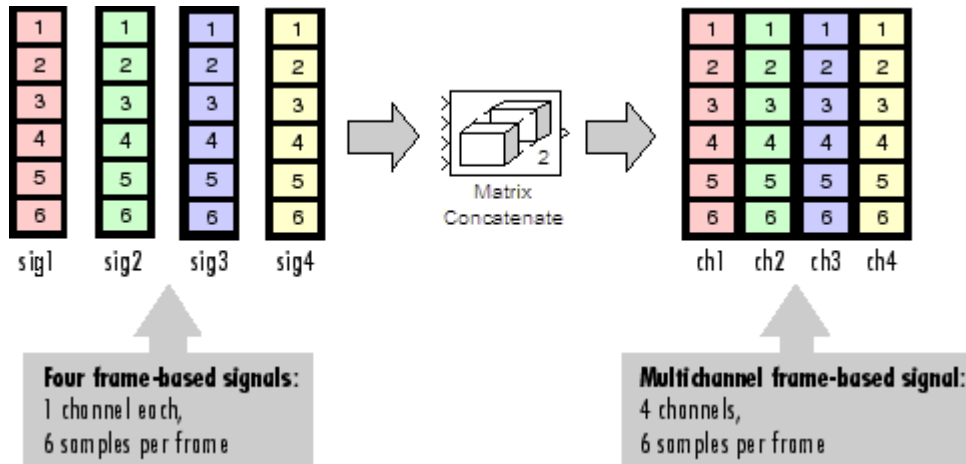 1 1 1 1 1 1 1 1
2 2 2 2 2 2 2 2
3 3 3 3 3 3 3 3
4 4 4 4 4 4 4 4
5 5 5 5 2 5 5 5 5
6 6 6 6 6 6 6 6
Matrix
Concatenate
sig1 sig2 sig3 sig4
ch1 ch2 ch3 ch4
Four frame-based signals:
1 channel each,
6 samples per frame
Multichannel frame-based signal:
4 channels,
6 samples per frame